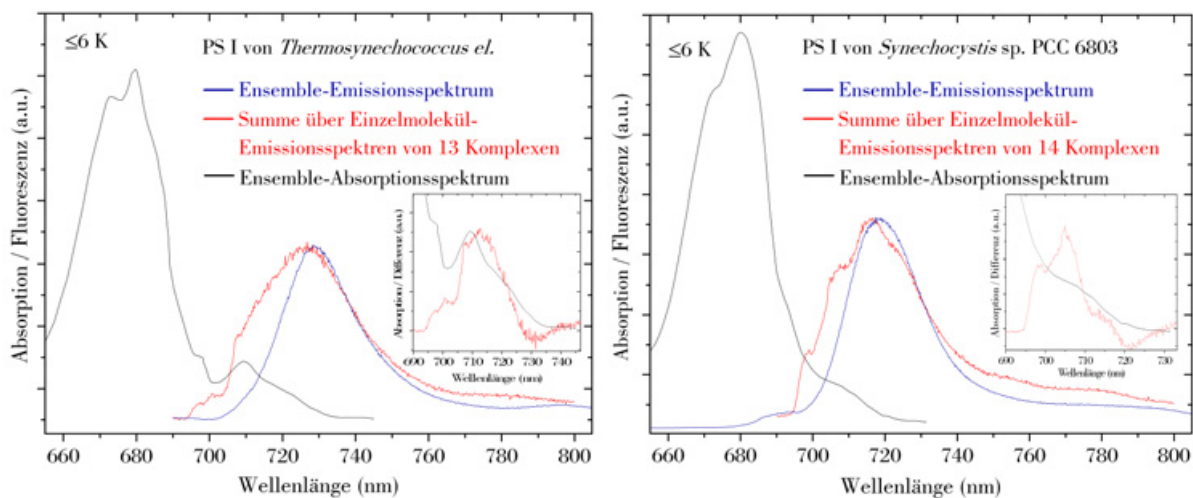 ≤6 K
PS I von Thermosynechococcus el.
Ensemble-Emissionsspektrum
Summe über Einzelmolekül-
Emissionsspektren von 13 Komplexen
Ensemble-Absorptionsspektrum
Absorption / Fluoreszenz (a.u.)
Absorption / Differenz (a.u.)
690 700 710 720 730 740
Wellenlänge (nm)
660 680 700 720 740 760 780 800
Wellenlänge (nm)
≤6 K
PS I von Synechocystis sp. PCC 6803
Ensemble-Emissionsspektrum
Summe über Einzelmolekül-
Emissionsspektren von 14 Komplexen
Ensemble-Absorptionsspektrum
Absorption / Fluoreszenz (a.u.)
Absorption / Differenz (a.u.)
690 700 710 720 730
Wellenlänge (nm)
660 680 700 720 740 760 780 800
Wellenlänge (nm)